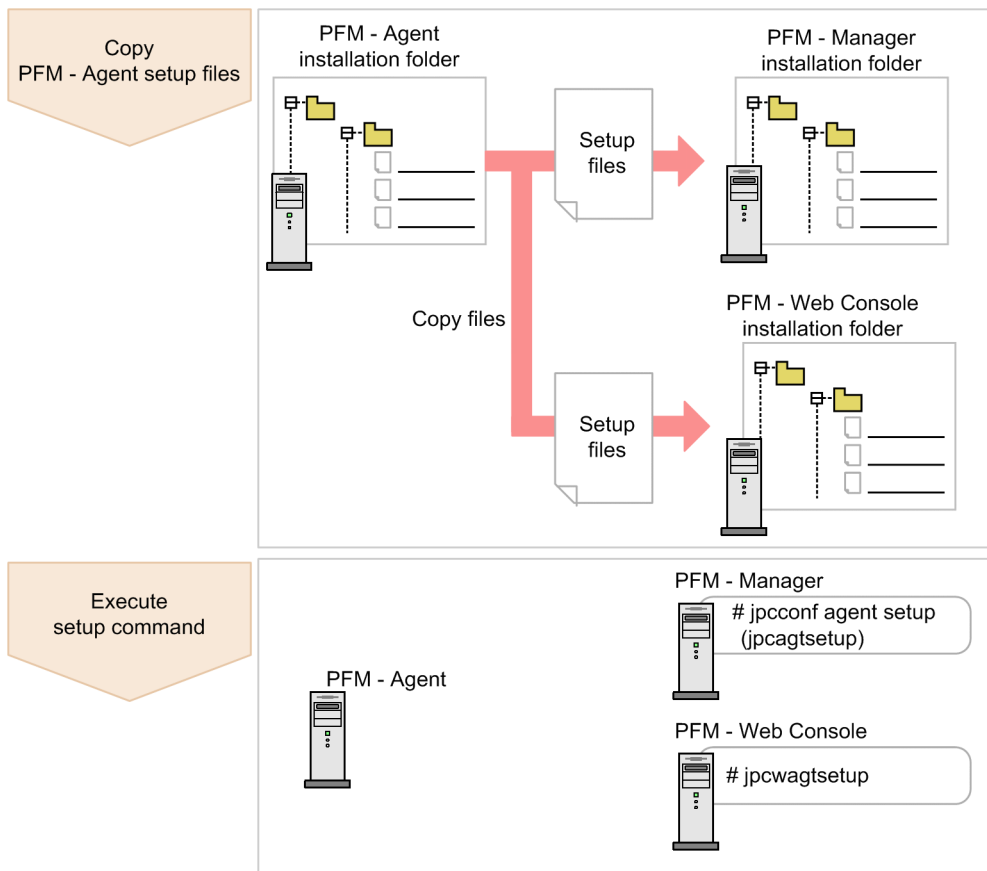 Copy
PFM - Agent setup files
PFM - Agent
installation folder
Setup
files
PFM - Manager
installation folder
Copy files
Setup
files
PFM - Web Console
installation folder
Execute
setup command
PFM - Agent
PFM - Manager
# jpcconf agent setup
(jpcagtsetup)
PFM - Web Console
# jpcwagtsetup